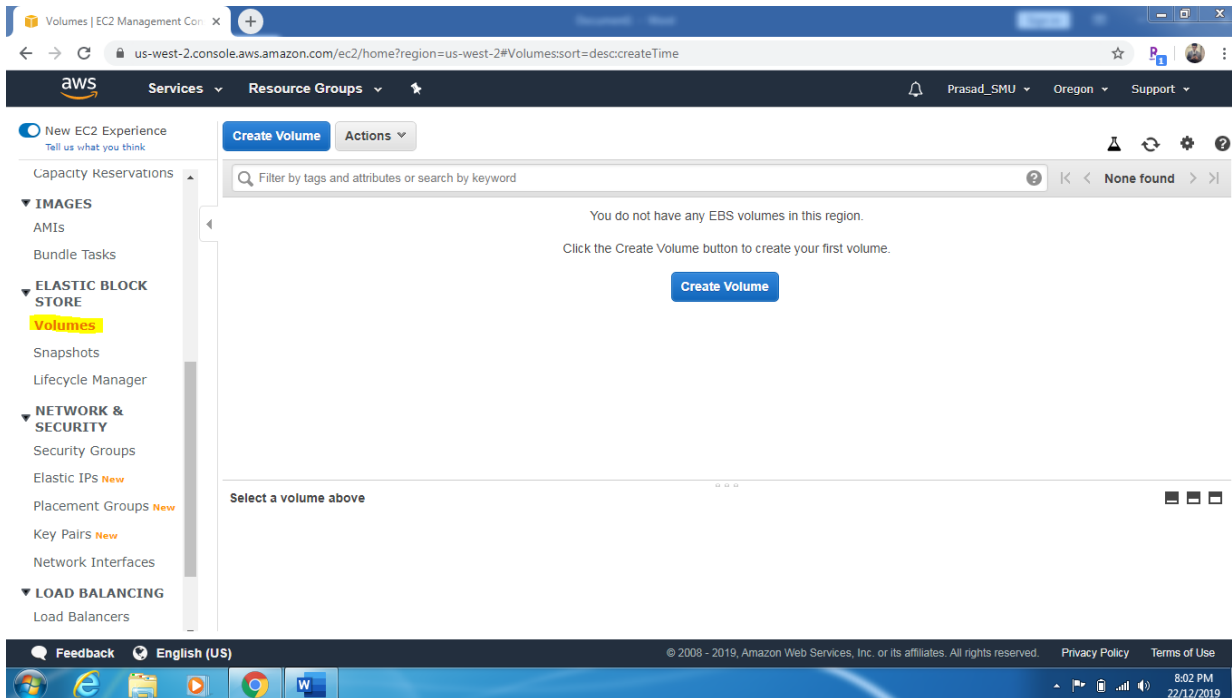 Volumes | EC2 Management Con
us-west-2.console.aws.amazon.com/ec2/home?region=us-west-2#Volumes:sort=desc:createTime
aws Services Resource Groups Prasad_SMU Oregon Support
New EC2 Experience
Tell us what you think
Capacity Reservations
IMAGES
AMIs
Bundle Tasks
ELASTIC BLOCK
STORE
Volumes
Snapshots
Lifecycle Manager
NETWORK &
SECURITY
Security Groups
Elastic IPs New
Placement Groups New
Key Pairs New
Network Interfaces
LOAD BALANCING
Load Balancers
Create Volume Actions
Filter by tags and attributes or search by keyword
None found
You do not have any EBS volumes in this region.
Click the Create Volume button to create your first volume.
Create Volume
Select a volume above
Feedback English (US)
© 2008 - 2019, Amazon Web Services, Inc. or its affiliates. All rights reserved. Privacy Policy Terms of Use
8:02 PM
22/12/2019